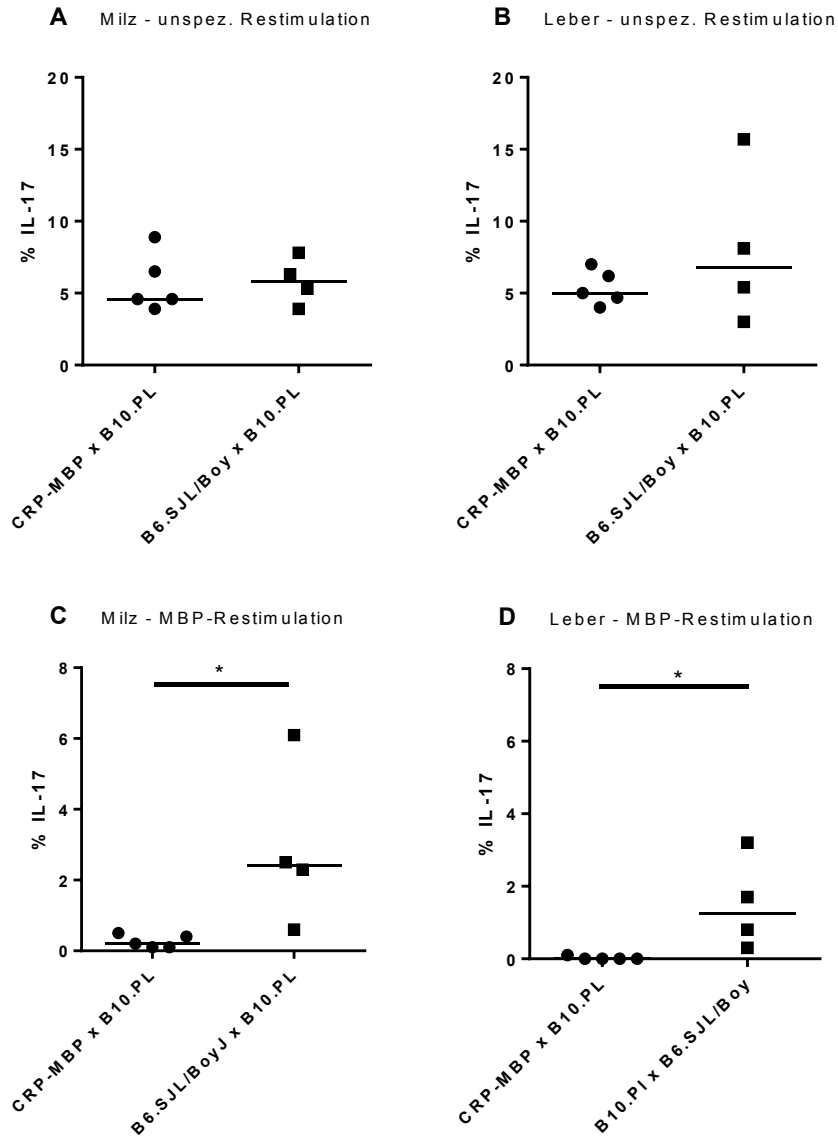 A Milz - unspez. Restimulation
20
15
10
5
0
% IL-17
CRP-MBP x B10.PL
B6.SJL/Boy x B10.PL
B Leber - unspez. Restimulation
20
15
10
5
0
% IL-17
CRP-MBP x B10.PL
B6.SJL/Boy x B10.PL
C Milz - MBP-Restimulation
*
8
6
4
2
0
% IL-17
CRP-MBP x B10.PL
B6.SJL/BoyJ x B10.PL
D Leber - MBP-Restimulation
*
8
6
4
2
0
% IL-17
CRP-MBP x B10.PL
B10.Pl x B6.SJL/Boy